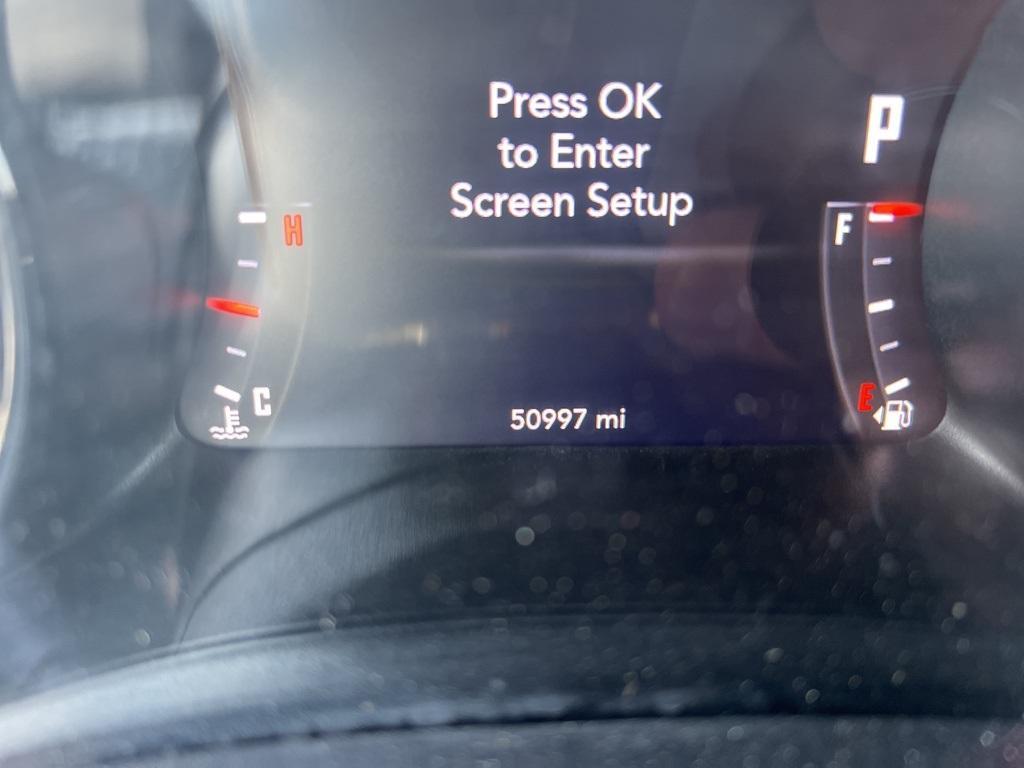 Press OK
to Enter
Screen Setup
P
H
F
C
E
50997 mi